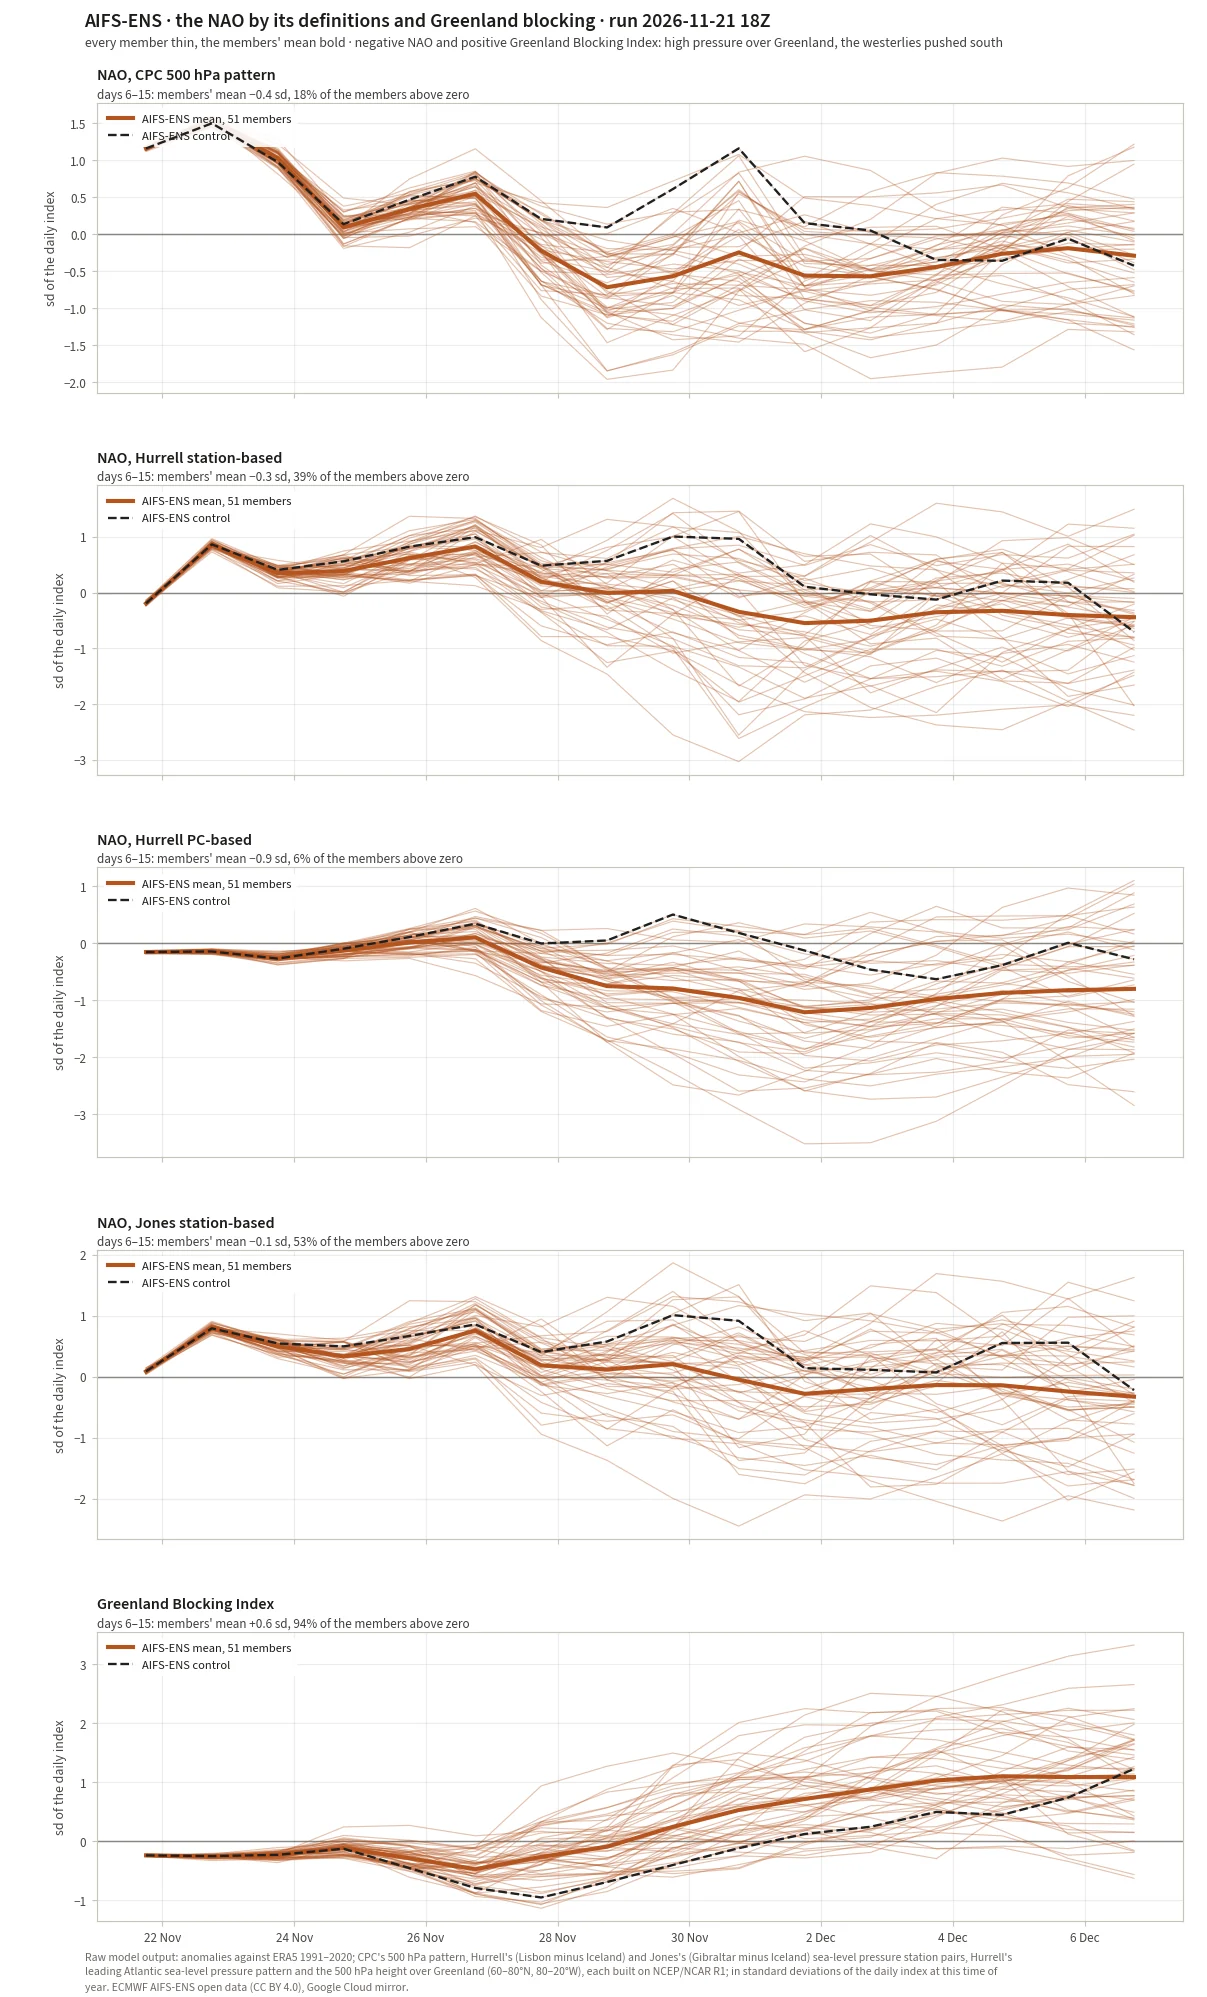 AIFS-ENS · the NAO by its definitions and Greenland blocking · run 2026-11-21 18Z
every member thin, the members' mean bold · negative NAO and positive Greenland Blocking Index: high pressure over Greenland, the westerlies pushed south
NAO, CPC 500 hPa pattern
days 6–15: members' mean −0.4 sd, 18% of the members above zero
AIFS-ENS mean, 51 members
AIFS-ENS control
1.5
1.0
0.5
0.0
−0.5
−1.0
−1.5
−2.0
sd of the daily index
NAO, Hurrell station-based
days 6–15: members' mean −0.3 sd, 39% of the members above zero
AIFS-ENS mean, 51 members
AIFS-ENS control
1
0
−1
−2
−3
sd of the daily index
NAO, Hurrell PC-based
days 6–15: members' mean −0.9 sd, 6% of the members above zero
AIFS-ENS mean, 51 members
AIFS-ENS control
1
0
−1
−2
−3
sd of the daily index
NAO, Jones station-based
days 6–15: members' mean −0.1 sd, 53% of the members above zero
AIFS-ENS mean, 51 members
AIFS-ENS control
2
1
0
−1
−2
sd of the daily index
Greenland Blocking Index
days 6–15: members' mean +0.6 sd, 94% of the members above zero
AIFS-ENS mean, 51 members
AIFS-ENS control
3
2
1
0
−1
sd of the daily index
22 Nov 24 Nov 26 Nov 28 Nov 30 Nov 2 Dec 4 Dec 6 Dec
Raw model output: anomalies against ERA5 1991–2020; CPC's 500 hPa pattern, Hurrell's (Lisbon minus Iceland) and Jones's (Gibraltar minus Iceland) sea-level pressure station pairs, Hurrell's
leading Atlantic sea-level pressure pattern and the 500 hPa height over Greenland (60–80°N, 80–20°W), each built on NCEP/NCAR R1; in standard deviations of the daily index at this time of
year. ECMWF AIFS-ENS open data (CC BY 4.0), Google Cloud mirror.